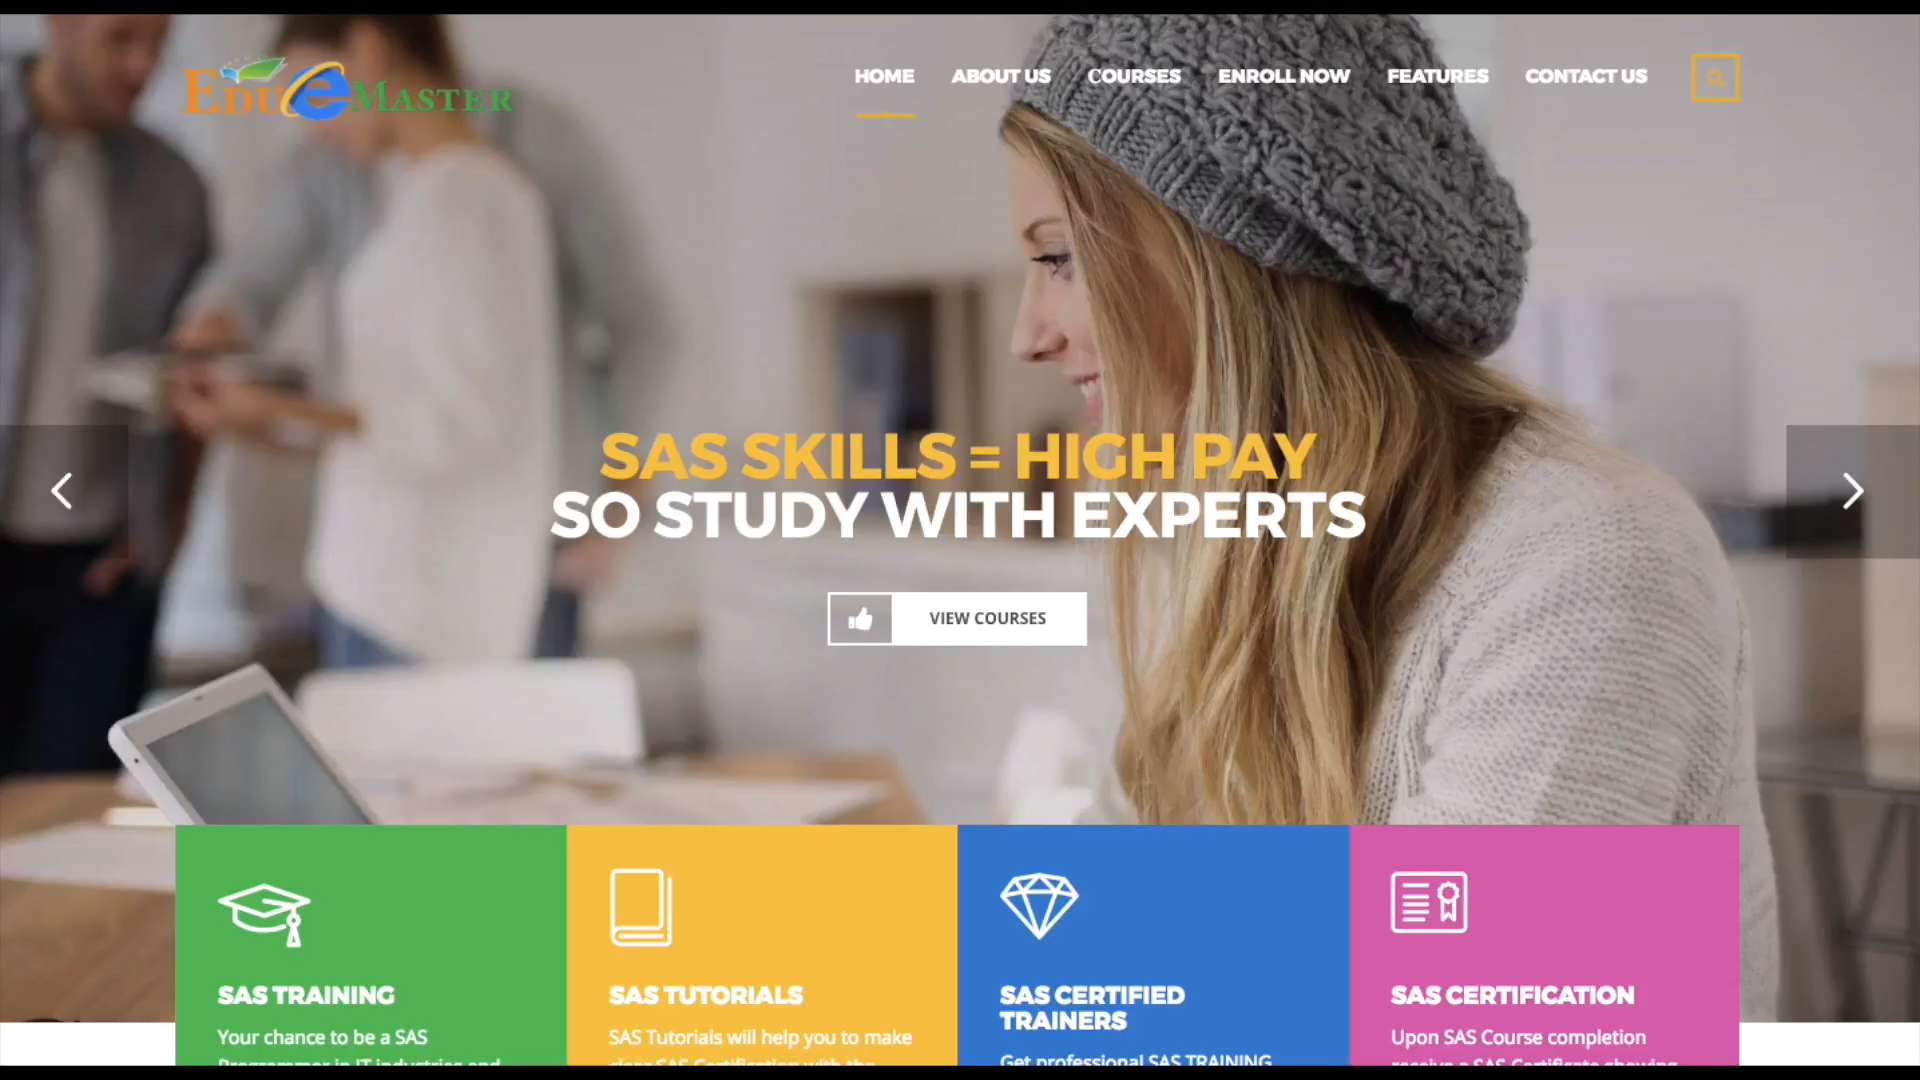 EDU e MASTER
HOME ABOUT US COURSES ENROLL NOW FEATURES CONTACT US
SAS SKILLS = HIGH PAY
SO STUDY WITH EXPERTS
VIEW COURSES
SAS TRAINING
Your chance to be a SAS
Programmer in IT industries and
SAS TUTORIALS
SAS Tutorials will help you to make
clear SAS Certification with the
SAS CERTIFIED
TRAINERS
Get professional SAS TRAINING
SAS CERTIFICATION
Upon SAS Course completion
receive a SAS Certificate showing